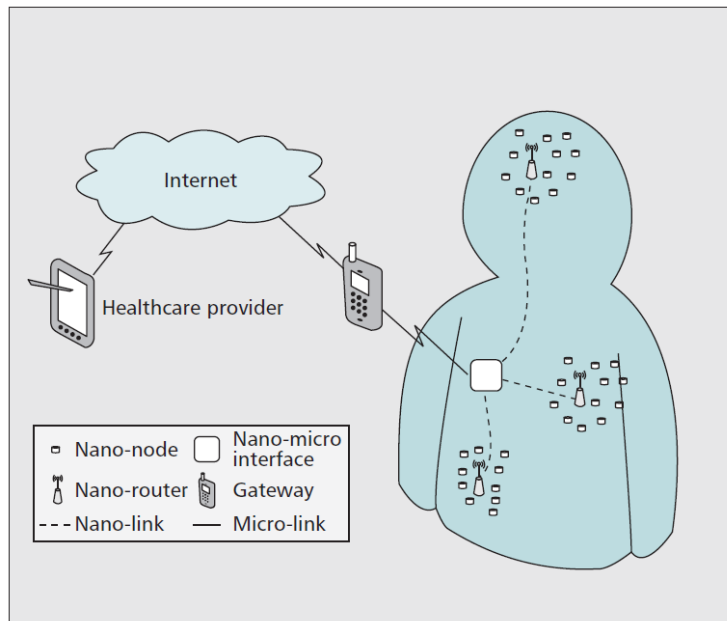 Internet
Healthcare provider
Nano-node
Nano-micro
interface
Nano-router
Gateway
Nano-link
Micro-link